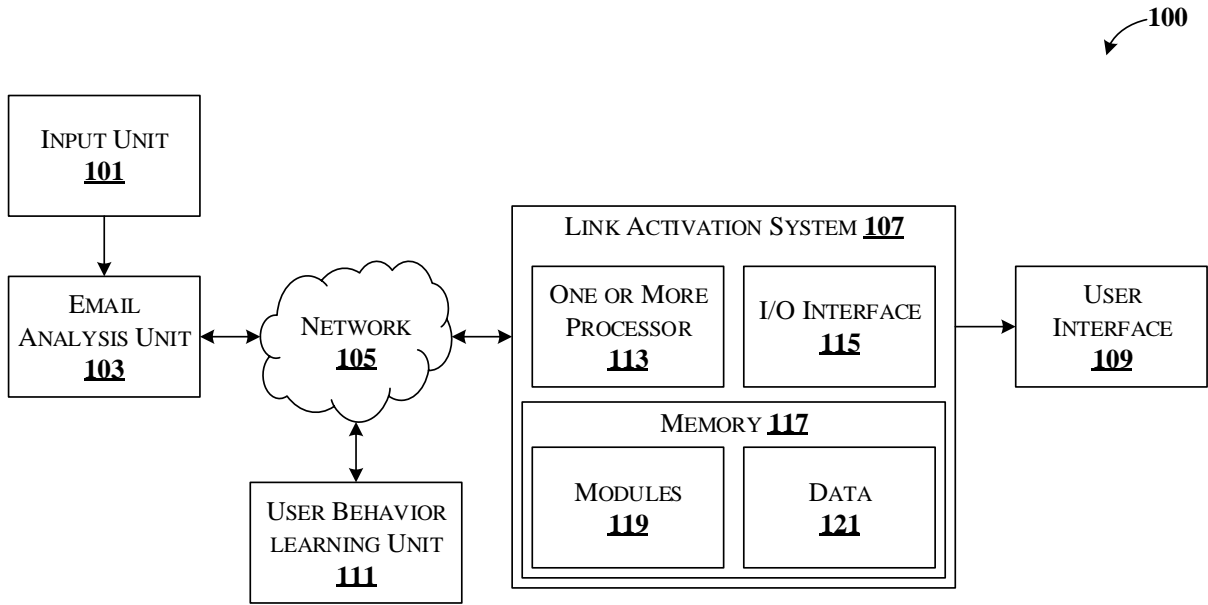 100
INPUT UNIT
101
EMAIL
ANALYSIS UNIT
103
NETWORK
105
USER BEHAVIOR
LEARNING UNIT
111
LINK ACTIVATION SYSTEM 107
ONE OR MORE
PROCESSOR
113
I/O INTERFACE
115
MEMORY 117
MODULES
119
DATA
121
USER
INTERFACE
109